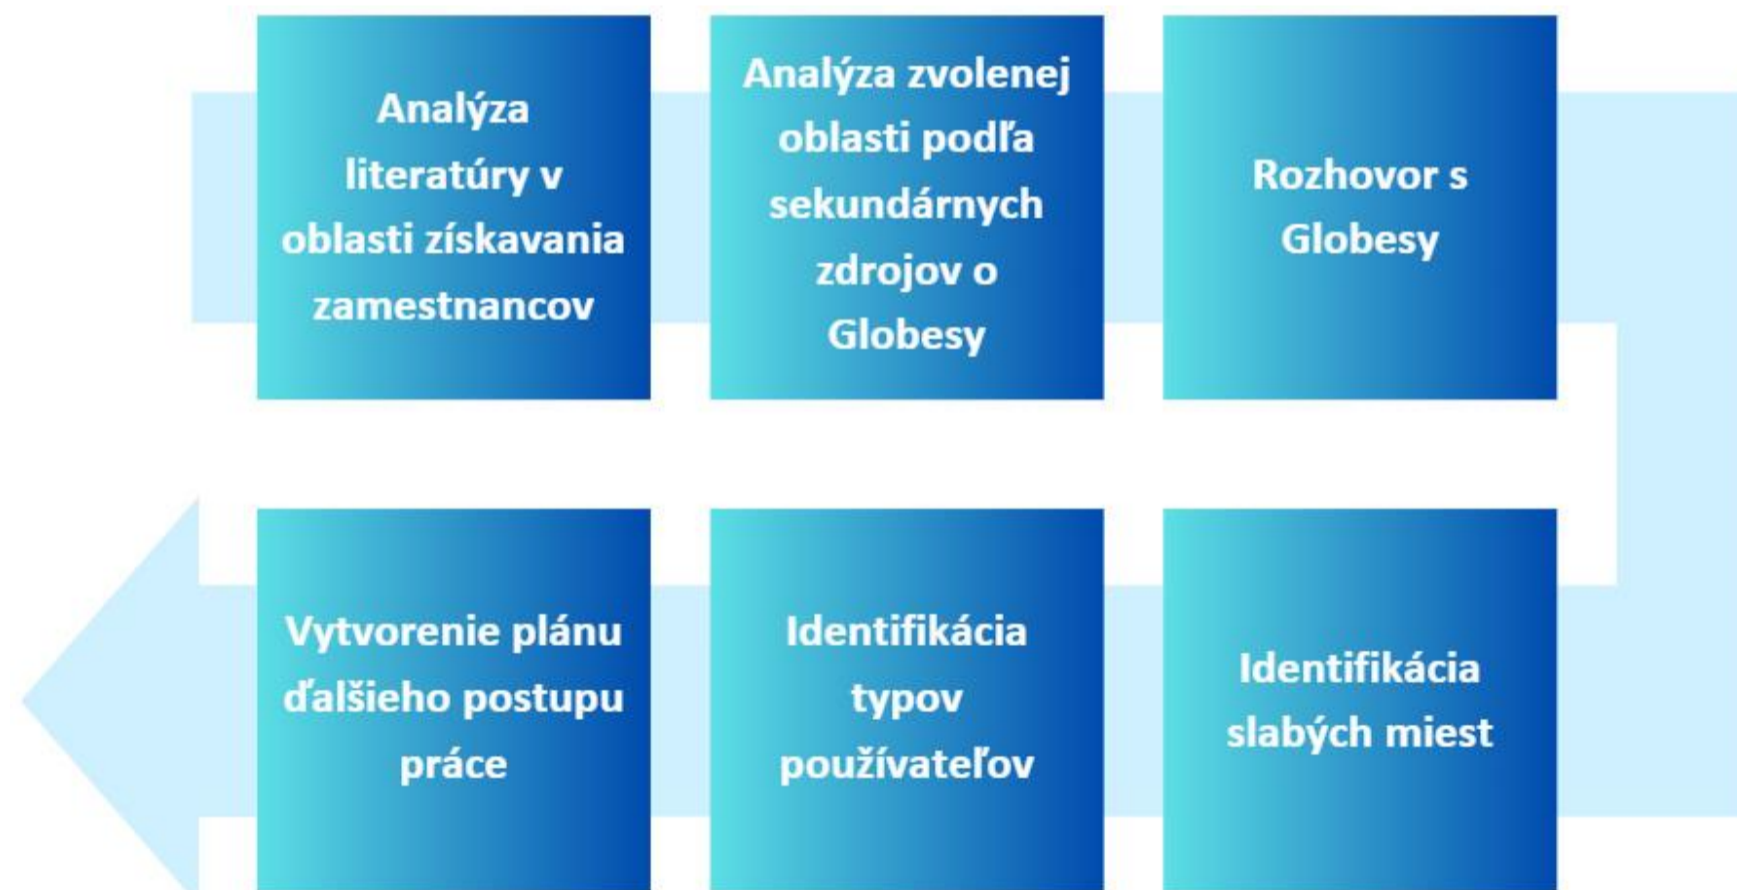 Analýza
literatúry v
oblasti získavania
zamestnancov
Analýza zvolenej
oblasti podľa
sekundárnych
zdrojov o
Globesy
Rozhovor s
Globesy
Identifikácia
slabých miest
Identifikácia
typov
používateľov
Vytvorenie plánu
ďalšieho postupu
práce